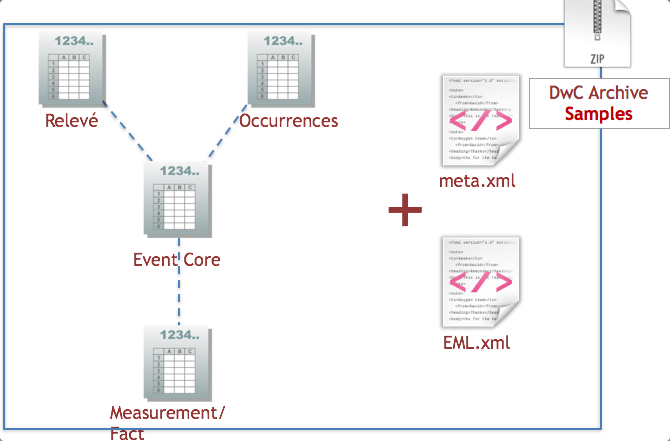 1234..
A B C
Relevé
1234..
A B C
Occurrences
ZIP
DwC Archive
Samples
</>
meta.xml
1234..
A B C
Event Core
+
</>
EML.xml
1234..
A B C
Measurement/
Fact